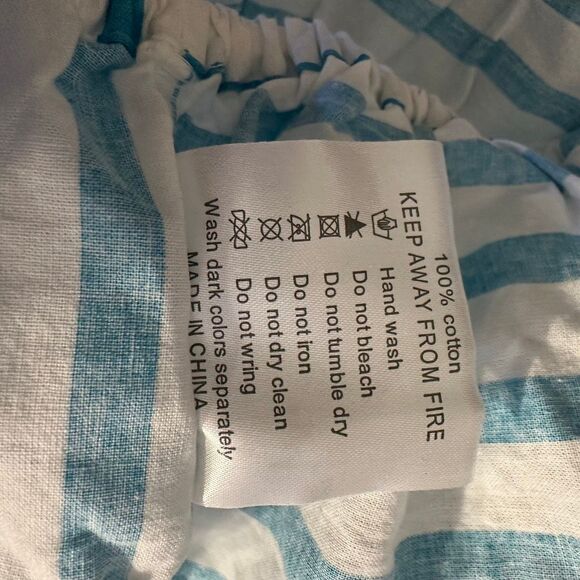 100% cotton
KEEP AWAY FROM FIRE
Hand wash
Do not bleach
Do not tumble dry
Do not iron
Do not dry clean
Do not wring
Wash dark colors separately
MADE IN CHINA